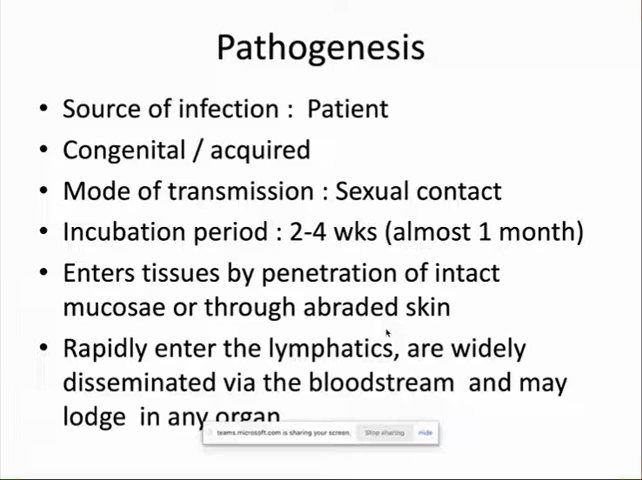 Pathogenesis
• Source of infection : Patient
• Congenital / acquired
• Mode of transmission : Sexual contact
• Incubation period : 2-4 wks (almost 1 month)
• Enters tissues by penetration of intact
mucosae or through abraded skin
• Rapidly enter the lymphatics, are widely
disseminated via the bloodstream and may
lodge in any organ
teams.microsoft.com is sharing your screen. Stop sharing Hide